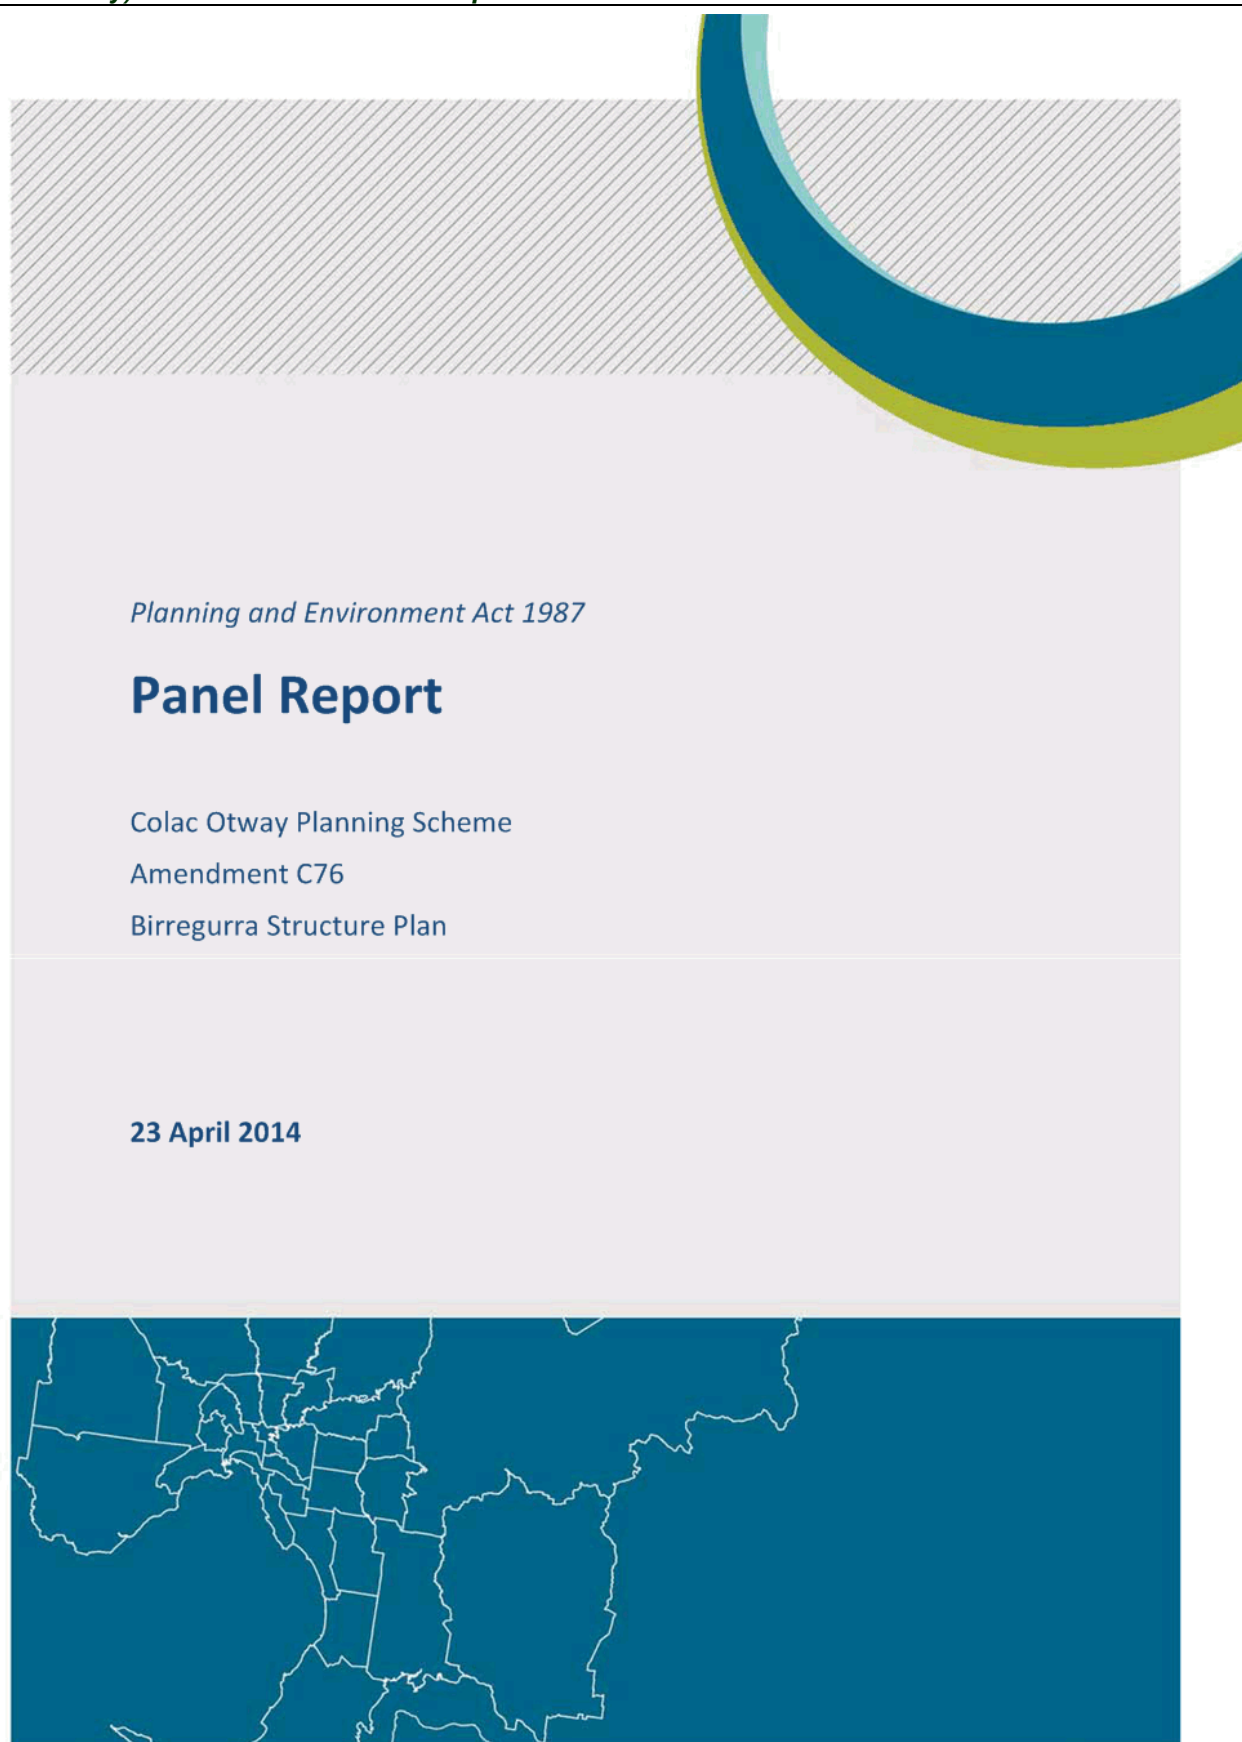 Planning and Environment Act 1987
Panel Report
Colac Otway Planning Scheme
Amendment C76
Birregurra Structure Plan
23 April 2014